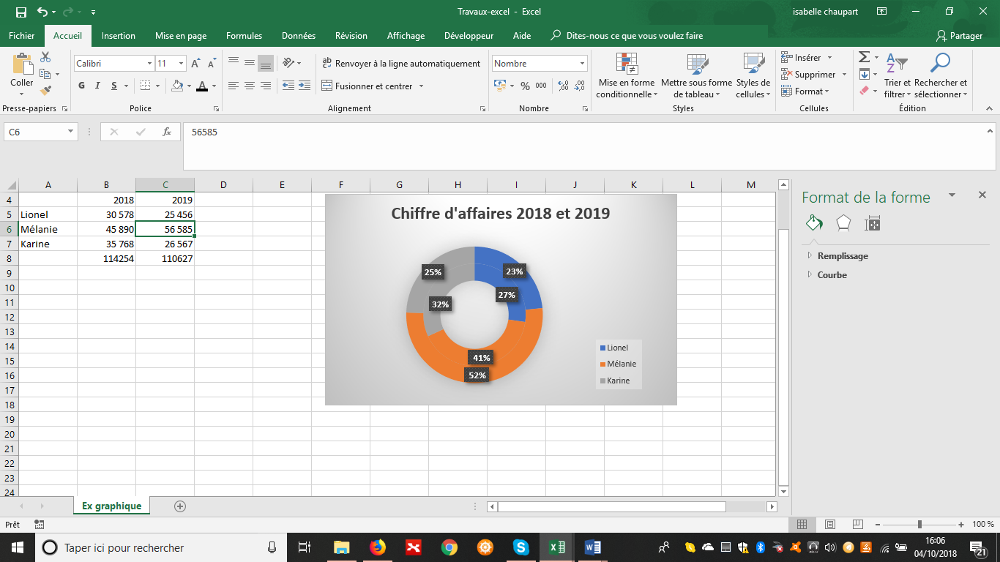 Travaux-excel - Excel
isabelle chaupart
Fichier Accueil Insertion Mise en page Formules Données Révision Affichage Développeur Aide Dites-nous ce que vous voulez faire Partager
Coller
Presse-papiers
Calibri 11
G I S A
Police
Renvoyer à la ligne automatiquement
Fusionner et centrer
Alignement
Nombre
% 000
Nombre
Mise en forme conditionnelle
Mettre sous forme de tableau
Styles de cellules
Styles
Insérer
Supprimer
Format
Cellules
Trier et filtrer
Rechercher et sélectionner
Édition
C6 fx 56585
A B C D E F G H I J K L M
4 2018 2019
5 Lionel 30 578 25 456
6 Mélanie 45 890 56 585
7 Karine 35 768 26 567
8 114254 110627
9
10
11
12
13
14
15
16
17
18
19
20
21
22
23
24
Chiffre d'affaires 2018 et 2019
25% 23%
27%
32%
41%
52%
Lionel
Mélanie
Karine
Format de la forme
Remplissage
Courbe
Ex graphique
Prêt
100 %
Taper ici pour rechercher
16:06
04/10/2018
21